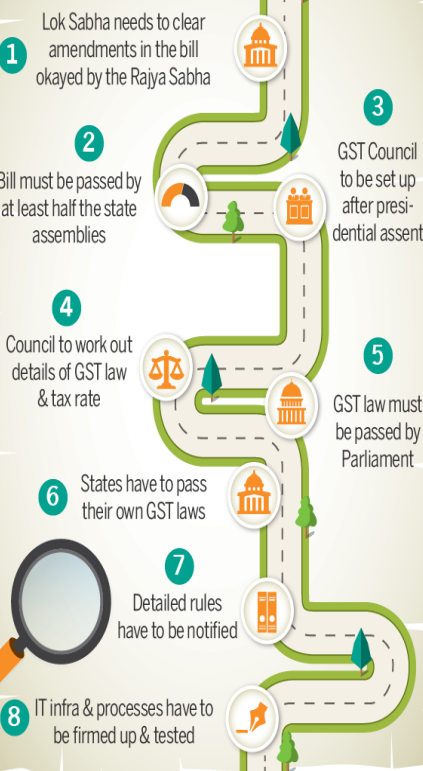 1
Lok Sabha needs to clear
amendments in the bill
okayed by the Rajya Sabha
2
Bill must be passed by
at least half the state
assemblies
3
GST Council
to be set up
after presi-
dential assent
4
Council to work out
details of GST law
& tax rate
5
GST law must
be passed by
Parliament
6
States have to pass
their own GST laws
7
Detailed rules
have to be notified
8
IT infra & processes have to
be firmed up & tested